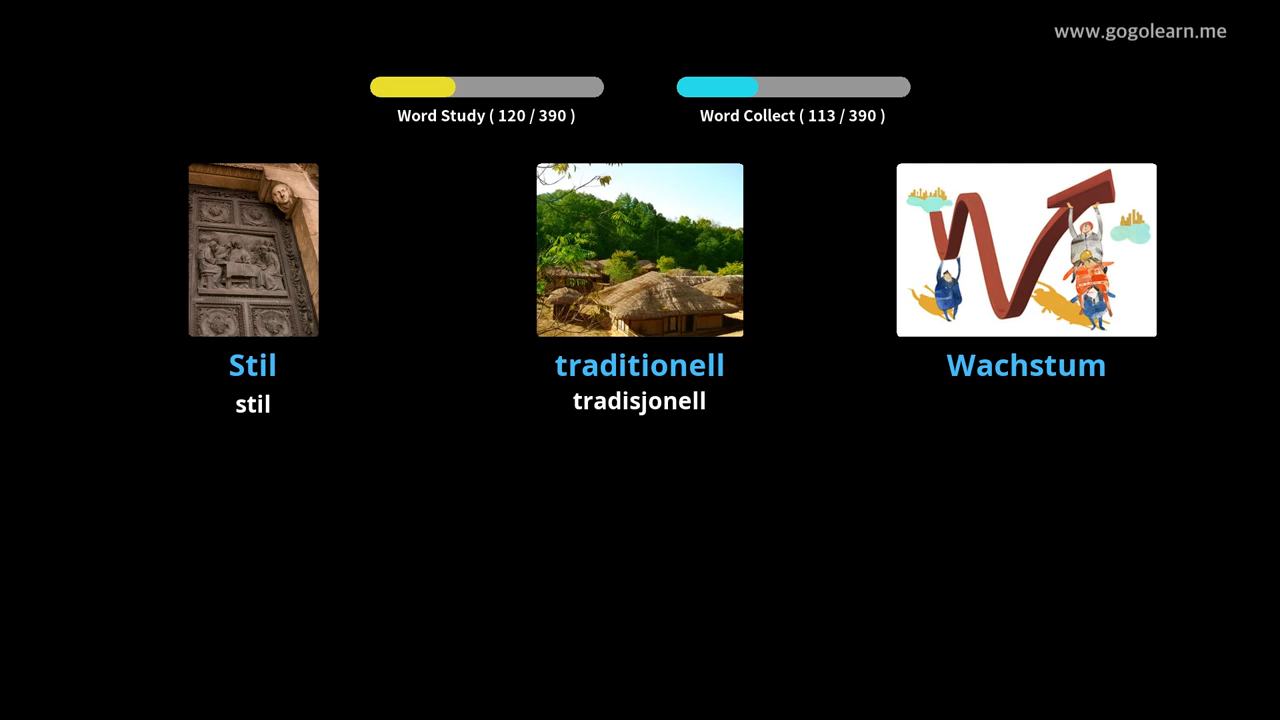 www.gogolearn.me
Word Study ( 120 / 390 )
Word Collect ( 113 / 390 )
Stil
traditionell
Wachstum
stil
tradisjonell